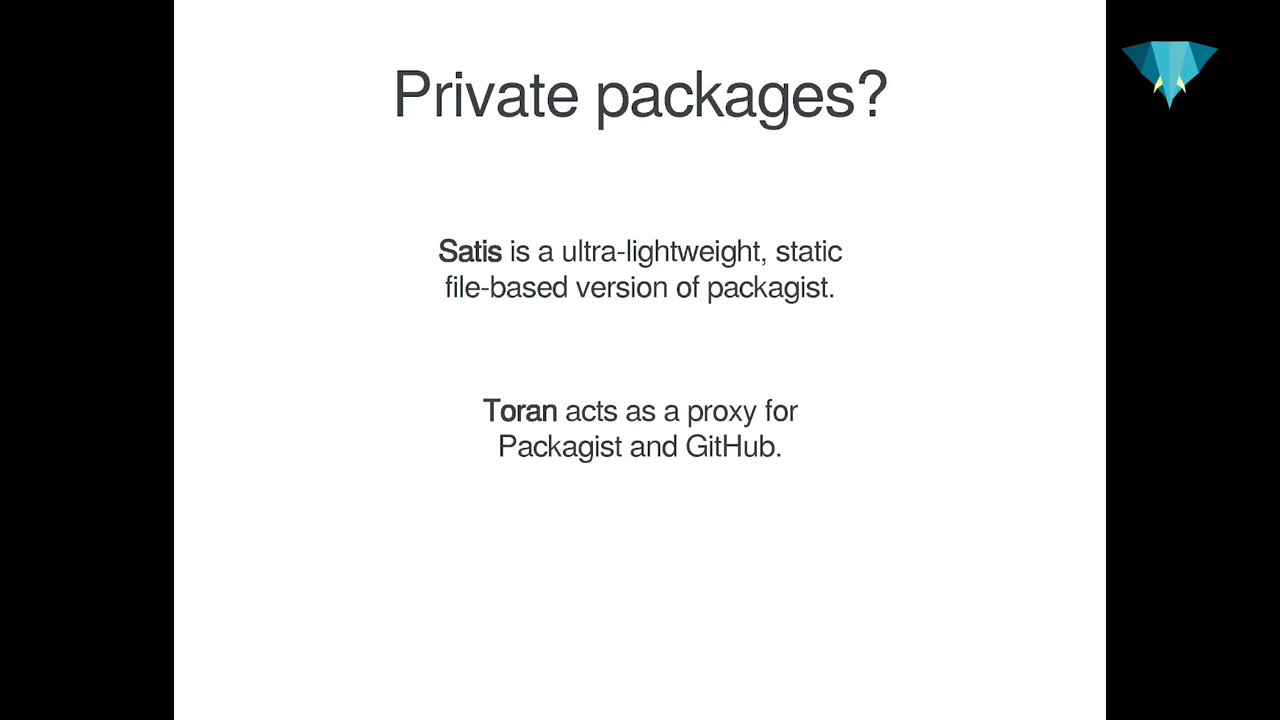 Private packages?
Satis is a ultra-lightweight, static
file-based version of packagist.
Toran acts as a proxy for
Packagist and GitHub.